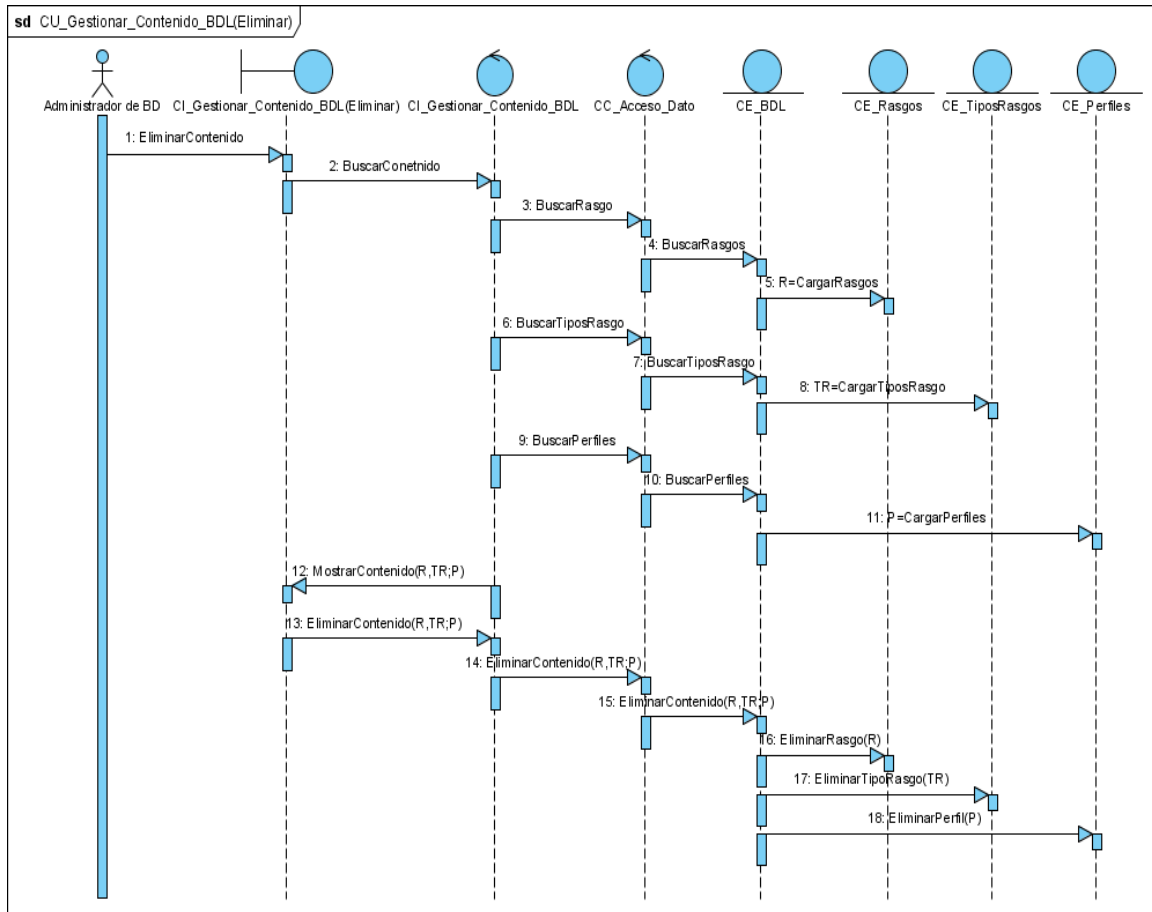 sd CU_Gestionar_Contenido_BDL(Eliminar)
Administrador de BD
CI_Gestionar_Contenido_BDL(Eliminar)
CI_Gestionar_Contenido_BDL
CC_Acceso_Dato
CE_BDL
CE_Rasgos
CE_TiposRasgos
CE_Perfiles
1: EliminarContenido
2: BuscarConetnido
3: BuscarRasgo
4: BuscarRasgos
5: R=CargarRasgos
6: BuscarTiposRasgo
7: BuscarTiposRasgo
8: TR=CargarTiposRasgo
9: BuscarPerfiles
10: BuscarPerfiles
11: P=CargarPerfiles
12: MostrarContenido(R,TR;P)
13: EliminarContenido(R,TR;P)
14: EliminarContenido(R,TR;P)
15: EliminarContenido(R,TR;P)
16: EliminarRasgo(R)
17: EliminarTipoRasgo(TR)
18: EliminarPerfil(P)